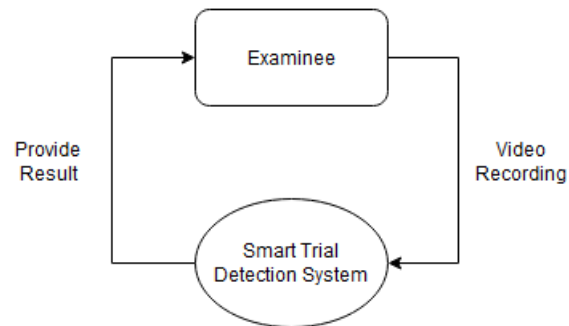 Examinee
Provide
Result
Video
Recording
Smart Trial
Detection System